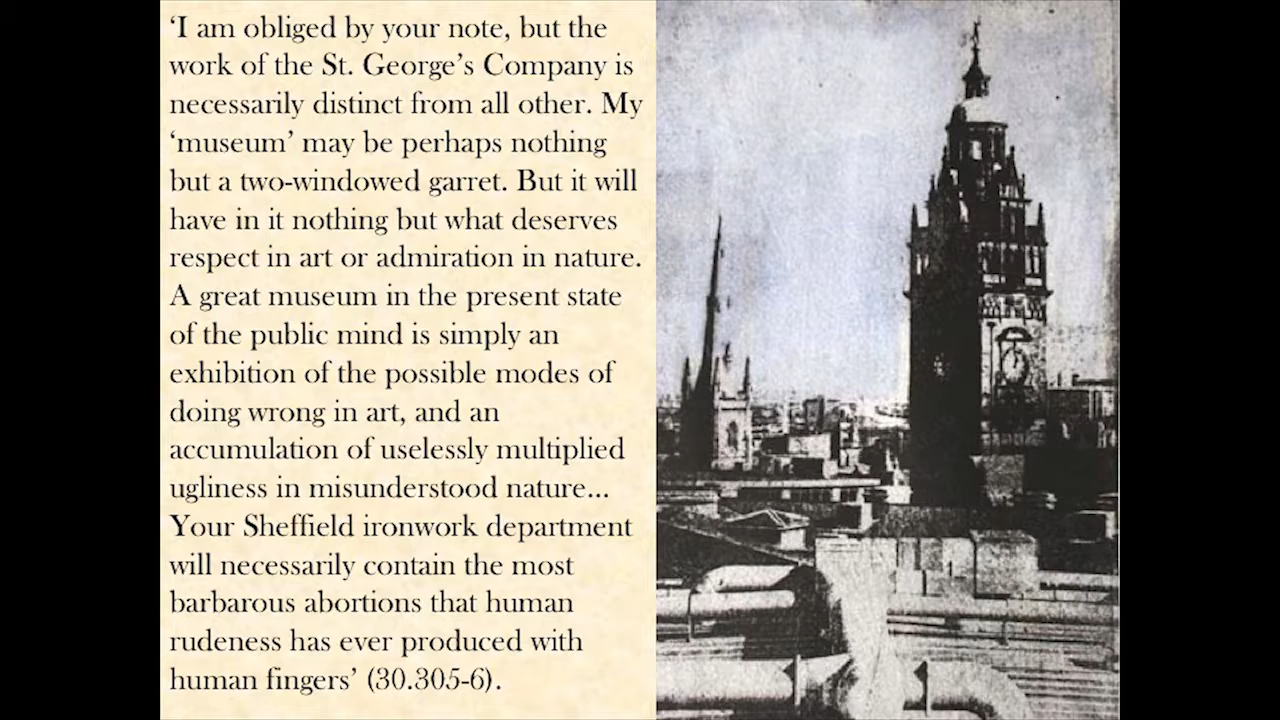 ‘I am obliged by your note, but the
work of the St. George’s Company is
necessarily distinct from all other. My
‘museum’ may be perhaps nothing
but a two-windowed garret. But it will
have in it nothing but what deserves
respect in art or admiration in nature.
A great museum in the present state
of the public mind is simply an
exhibition of the possible modes of
doing wrong in art, and an
accumulation of uselessly multiplied
ugliness in misunderstood nature...
Your Sheffield ironwork department
will necessarily contain the most
barbarous abortions that human
rudeness has ever produced with
human fingers’ (30.305-6).